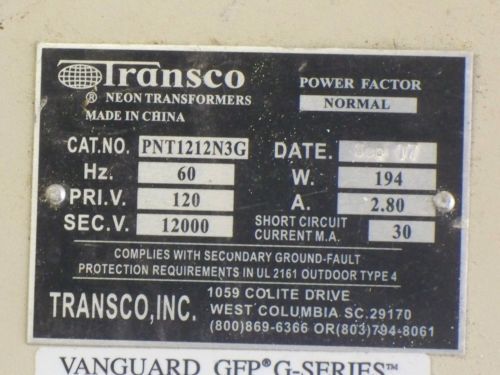 Transco
® NEON TRANSFORMERS
MADE IN CHINA
POWER FACTOR
NORMAL
CAT.NO. PNT1212N3G
Hz. 60
PRI.V. 120
SEC.V. 12000
DATE. Sep 07
W. 194
A. 2.80
SHORT CIRCUIT
CURRENT M.A. 30
COMPLIES WITH SECONDARY GROUND-FAULT
PROTECTION REQUIREMENTS IN UL 2161 OUTDOOR TYPE 4
TRANSCO,INC.
1059 COLITE DRIVE
WEST COLUMBIA SC.29170
(800)869-6366 OR(803)794-8061
VANGUARD GFP® G-SERIES™